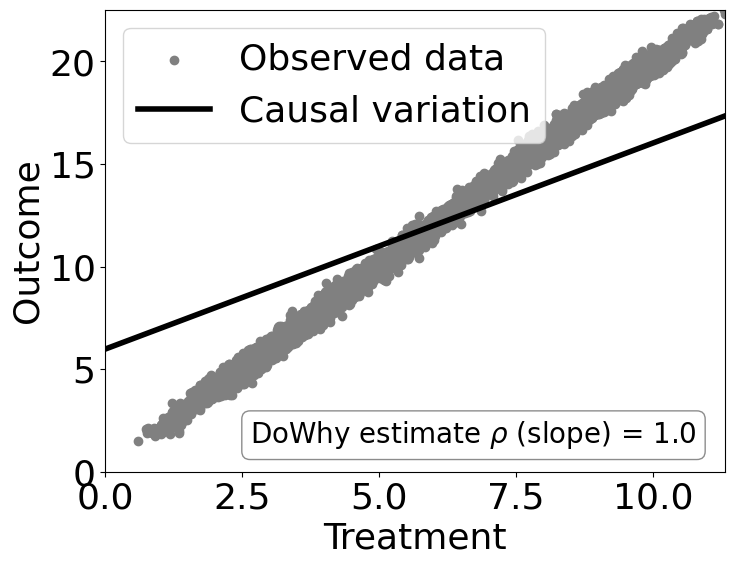 Observed data
Causal variation
20
15
10
5
0
Outcome
DoWhy estimate ρ (slope) = 1.0
0.0 2.5 5.0 7.5 10.0
Treatment